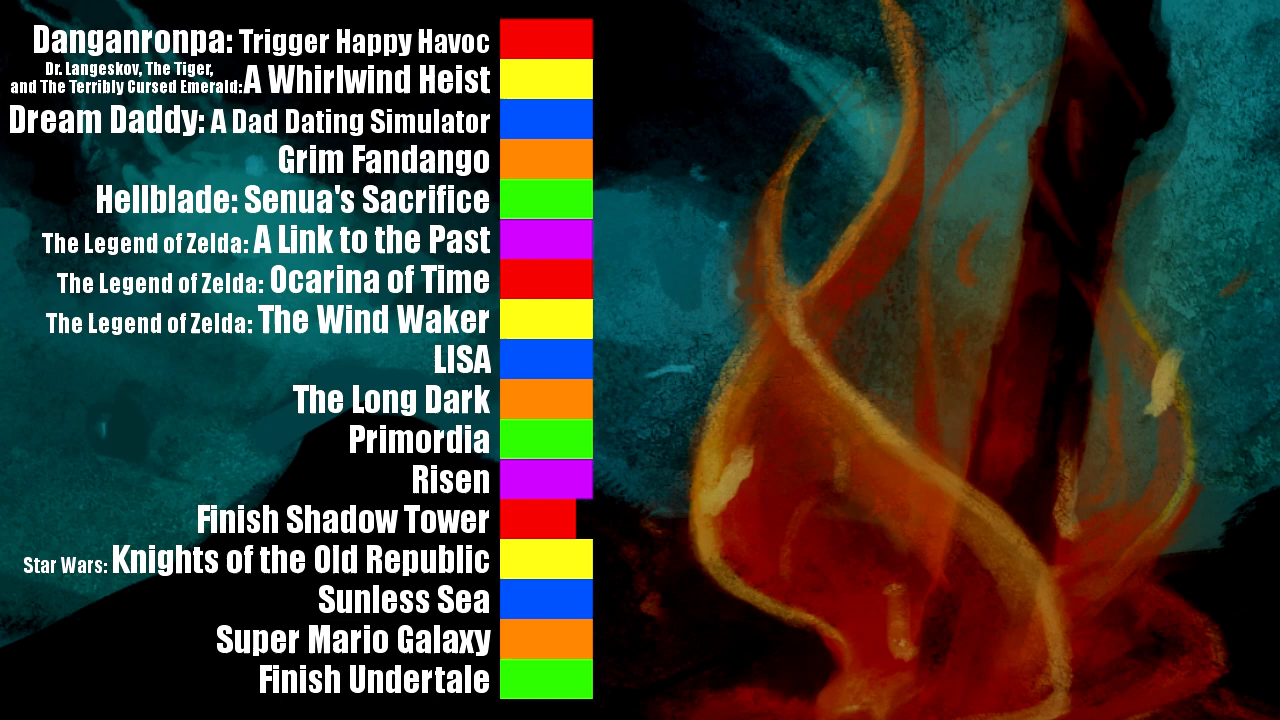 Danganronpa: Trigger Happy Havoc
Dr. Langeskov, The Tiger,
and The Terribly Cursed Emerald: A Whirlwind Heist
Dream Daddy: A Dad Dating Simulator
Grim Fandango
Hellblade: Senua's Sacrifice
The Legend of Zelda: A Link to the Past
The Legend of Zelda: Ocarina of Time
The Legend of Zelda: The Wind Waker
LISA
The Long Dark
Primordia
Risen
Finish Shadow Tower
Star Wars: Knights of the Old Republic
Sunless Sea
Super Mario Galaxy
Finish Undertale